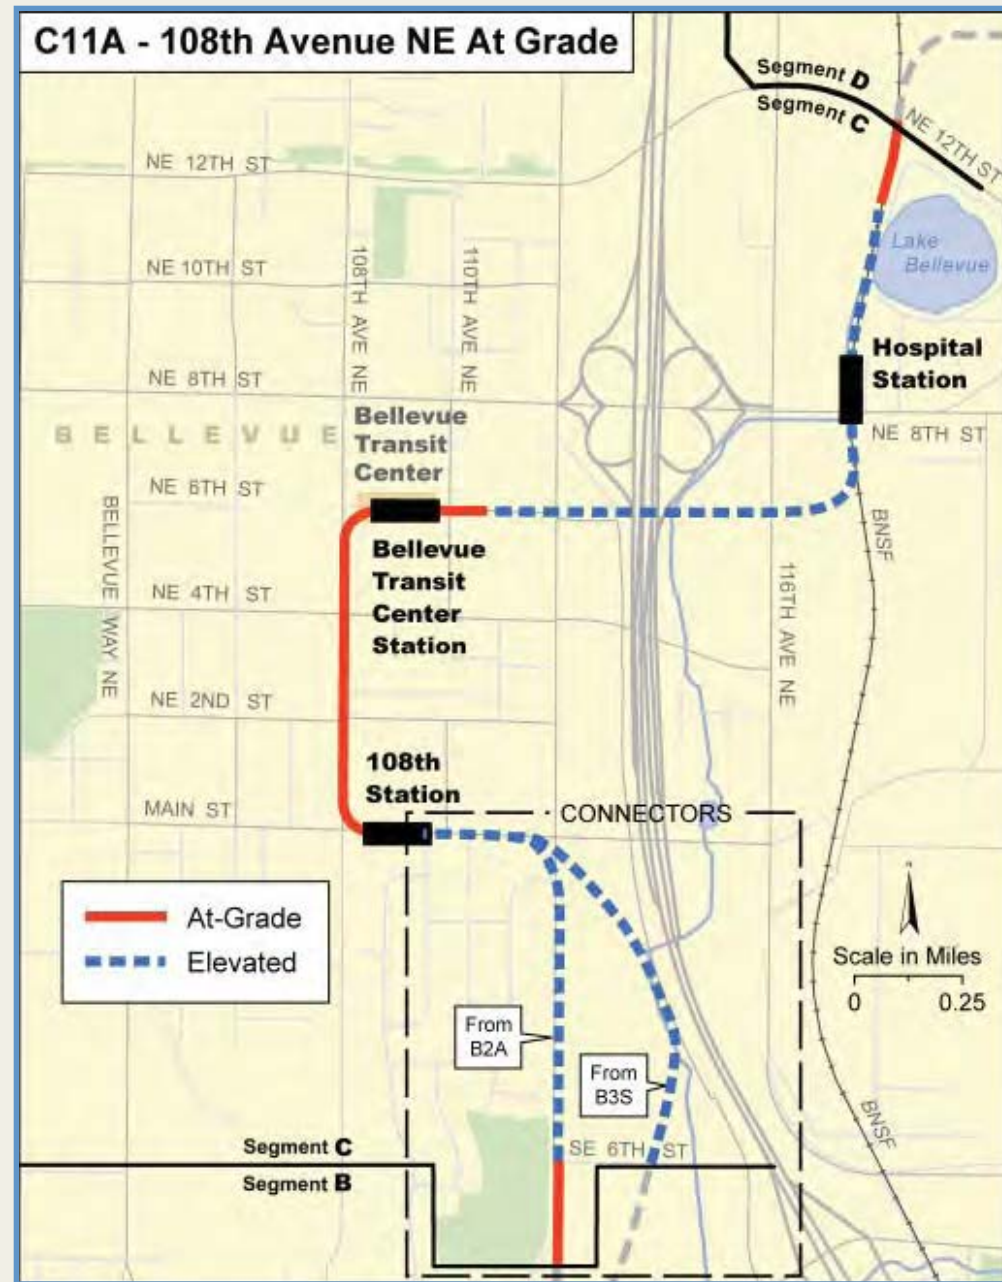 C11A - 108th Avenue NE At Grade
Segment D
Segment C
NE 12TH ST
NE 12TH ST
Lake
Bellevue
NE 10TH ST
108TH AVE NE
110TH AVE NE
Hospital
Station
NE 8TH ST
NE 8TH ST
BELLEVUE
Bellevue
Transit
Center
NE 6TH ST
BELLEVUE WAY NE
BNSF
Bellevue
Transit
Center
Station
NE 4TH ST
116TH AVE NE
NE 2ND ST
108th
Station
MAIN ST
CONNECTORS
At-Grade
Elevated
Scale in Miles
0 0.25
From
B2A
From
B3S
BNSF
SE 6TH ST
Segment C
Segment B